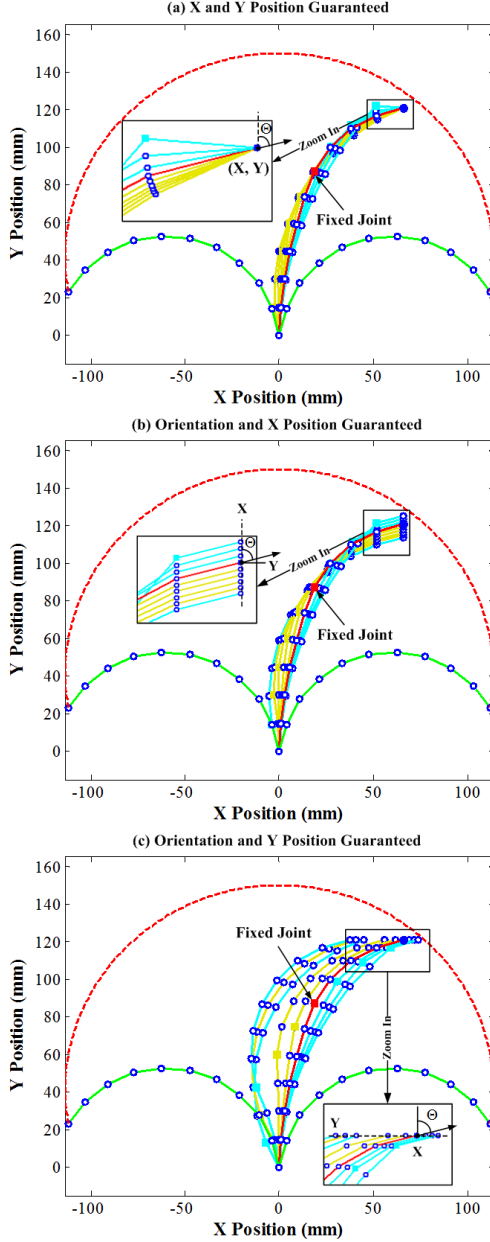 (a) X and Y Position Guaranteed
160
140
120
100
80
60
40
20
0
Y Position (mm)
Θ
(X, Y)
Zoom In
Fixed Joint
-100
-50
0
50
100
X Position (mm)
(b) Orientation and X Position Guaranteed
160
140
120
100
80
60
40
20
0
Y Position (mm)
X
Θ
Y
Zoom In
Fixed Joint
-100
-50
0
50
100
X Position (mm)
(c) Orientation and Y Position Guaranteed
160
140
120
100
80
60
40
20
0
Y Position (mm)
Fixed Joint
Zoom In
Y
Θ
X
-100
-50
0
50
100
X Position (mm)